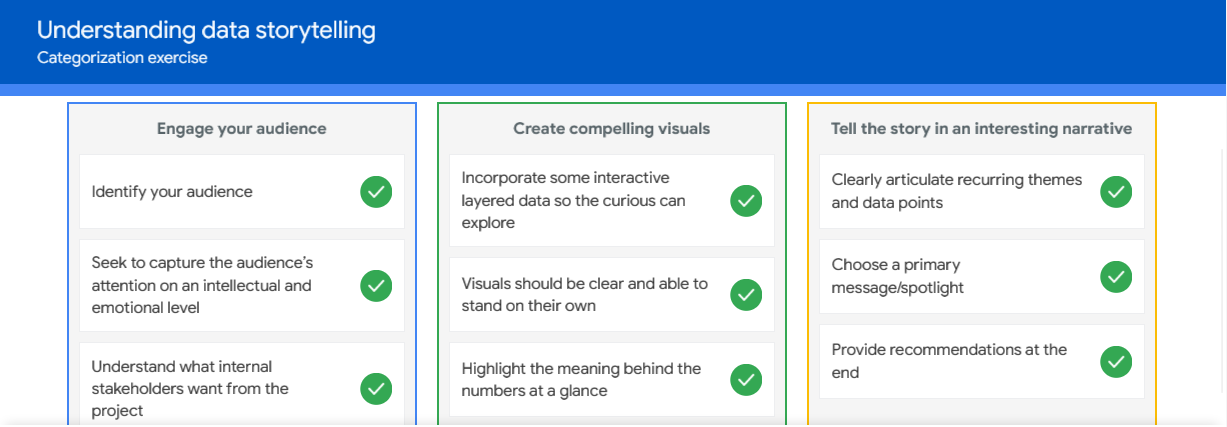 Understanding data storytelling
Categorization exercise
Engage your audience
Identify your audience
Seek to capture the audience's
attention on an intellectual and
emotional level
Understand what internal
stakeholders want from the
project
Create compelling visuals
Incorporate some interactive
layered data so the curious can
explore
Visuals should be clear and able to
stand on their own
Highlight the meaning behind the
numbers at a glance
Tell the story in an interesting narrative
Clearly articulate recurring themes
and data points
Choose a primary
message/spotlight
Provide recommendations at the
end